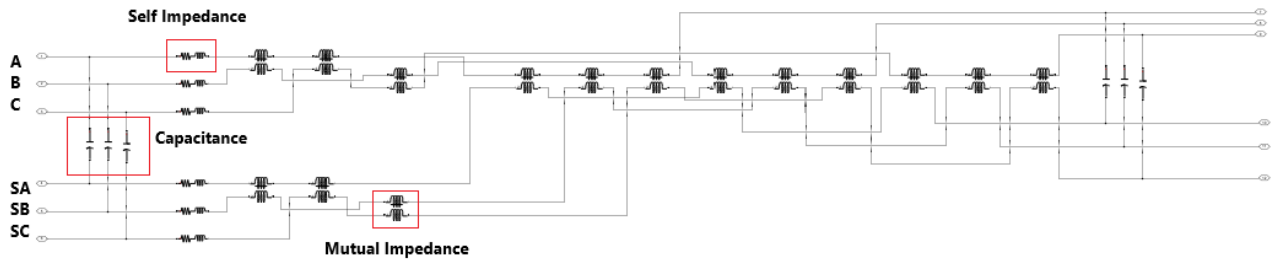 Self Impedance
A
B
C
Capacitance
SA
SB
SC
Mutual Impedance